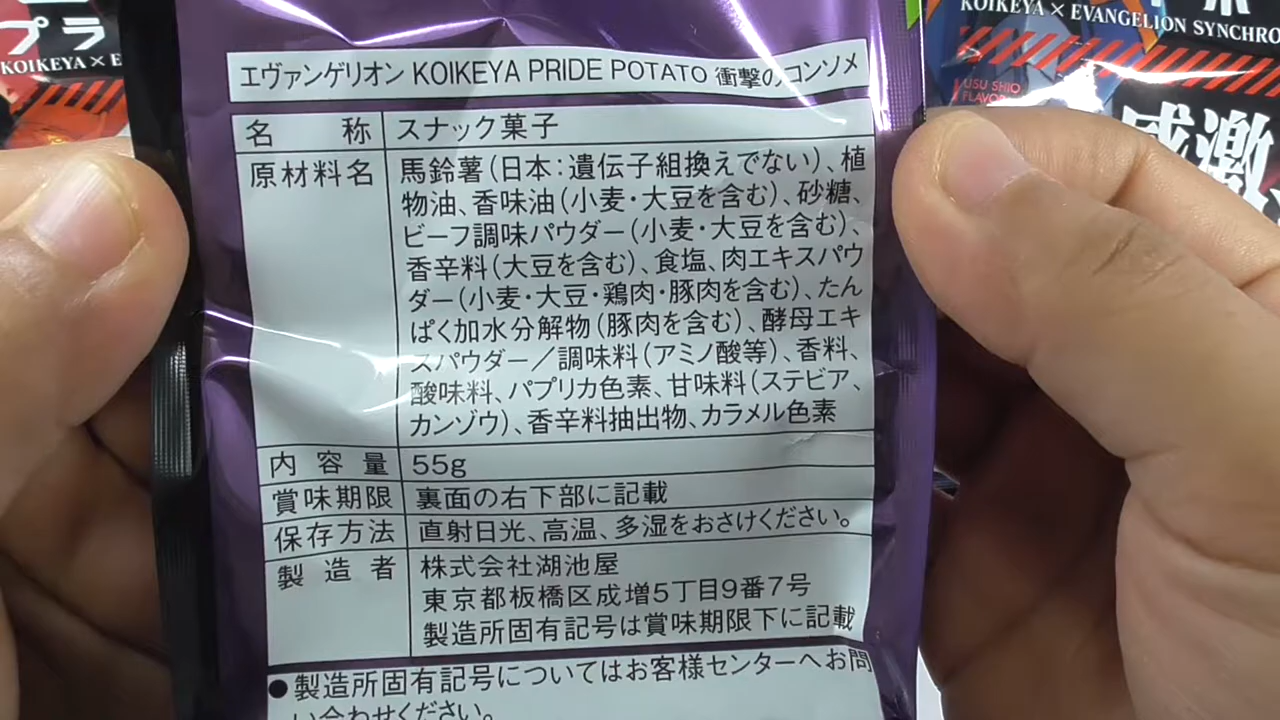 プラ
KOIKEYA × E
KOIKEYA × EVANGELION SYNCHRO
USU SHIO
FLAVO
感激
エヴァンゲリオン KOIKEYA PRIDE POTATO 衝撃のコンソメ
名称 スナック菓子
原材料名 馬鈴薯(日本:遺伝子組換えでない)、植
物油、香味油(小麦・大豆を含む)、砂糖、
ビーフ調味パウダー(小麦・大豆を含む)、
香辛料(大豆を含む)、食塩、肉エキスパウ
ダー(小麦・大豆・鶏肉・豚肉を含む)、たん
ぱく加水分解物(豚肉を含む)、酵母エキ
スパウダー/調味料(アミノ酸等)、香料、
酸味料、パプリカ色素、甘味料(ステビア、
カンゾウ)、香辛料抽出物、カラメル色素
内容量 55g
賞味期限 裏面の右下部に記載
保存方法 直射日光、高温、多湿をおさけください。
製造者 株式会社湖池屋
東京都板橋区成増5丁目9番7号
製造所固有記号は賞味期限下に記載
●製造所固有記号についてはお客様センターへお問
い合わせください。